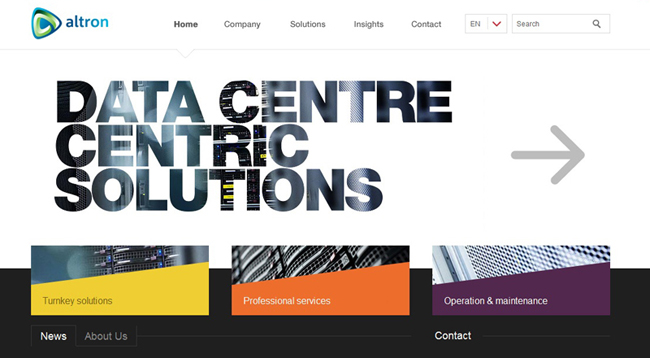 altron
Home Company Solutions Insights Contact EN Search
DATA CENTRE
CENTRIC
SOLUTIONS
Turnkey solutions Professional services Operation & maintenance
News About Us Contact